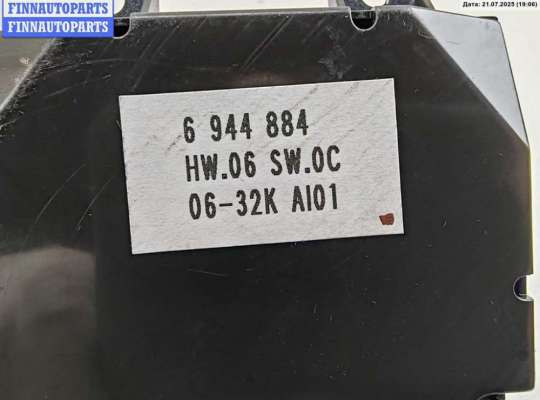 FINNAUTOPARTS
FINNAUTOPARTS
Дата: 21.07.2025 (19:06)
6 944 884
HW.06 SW.0C
06-32K AI01